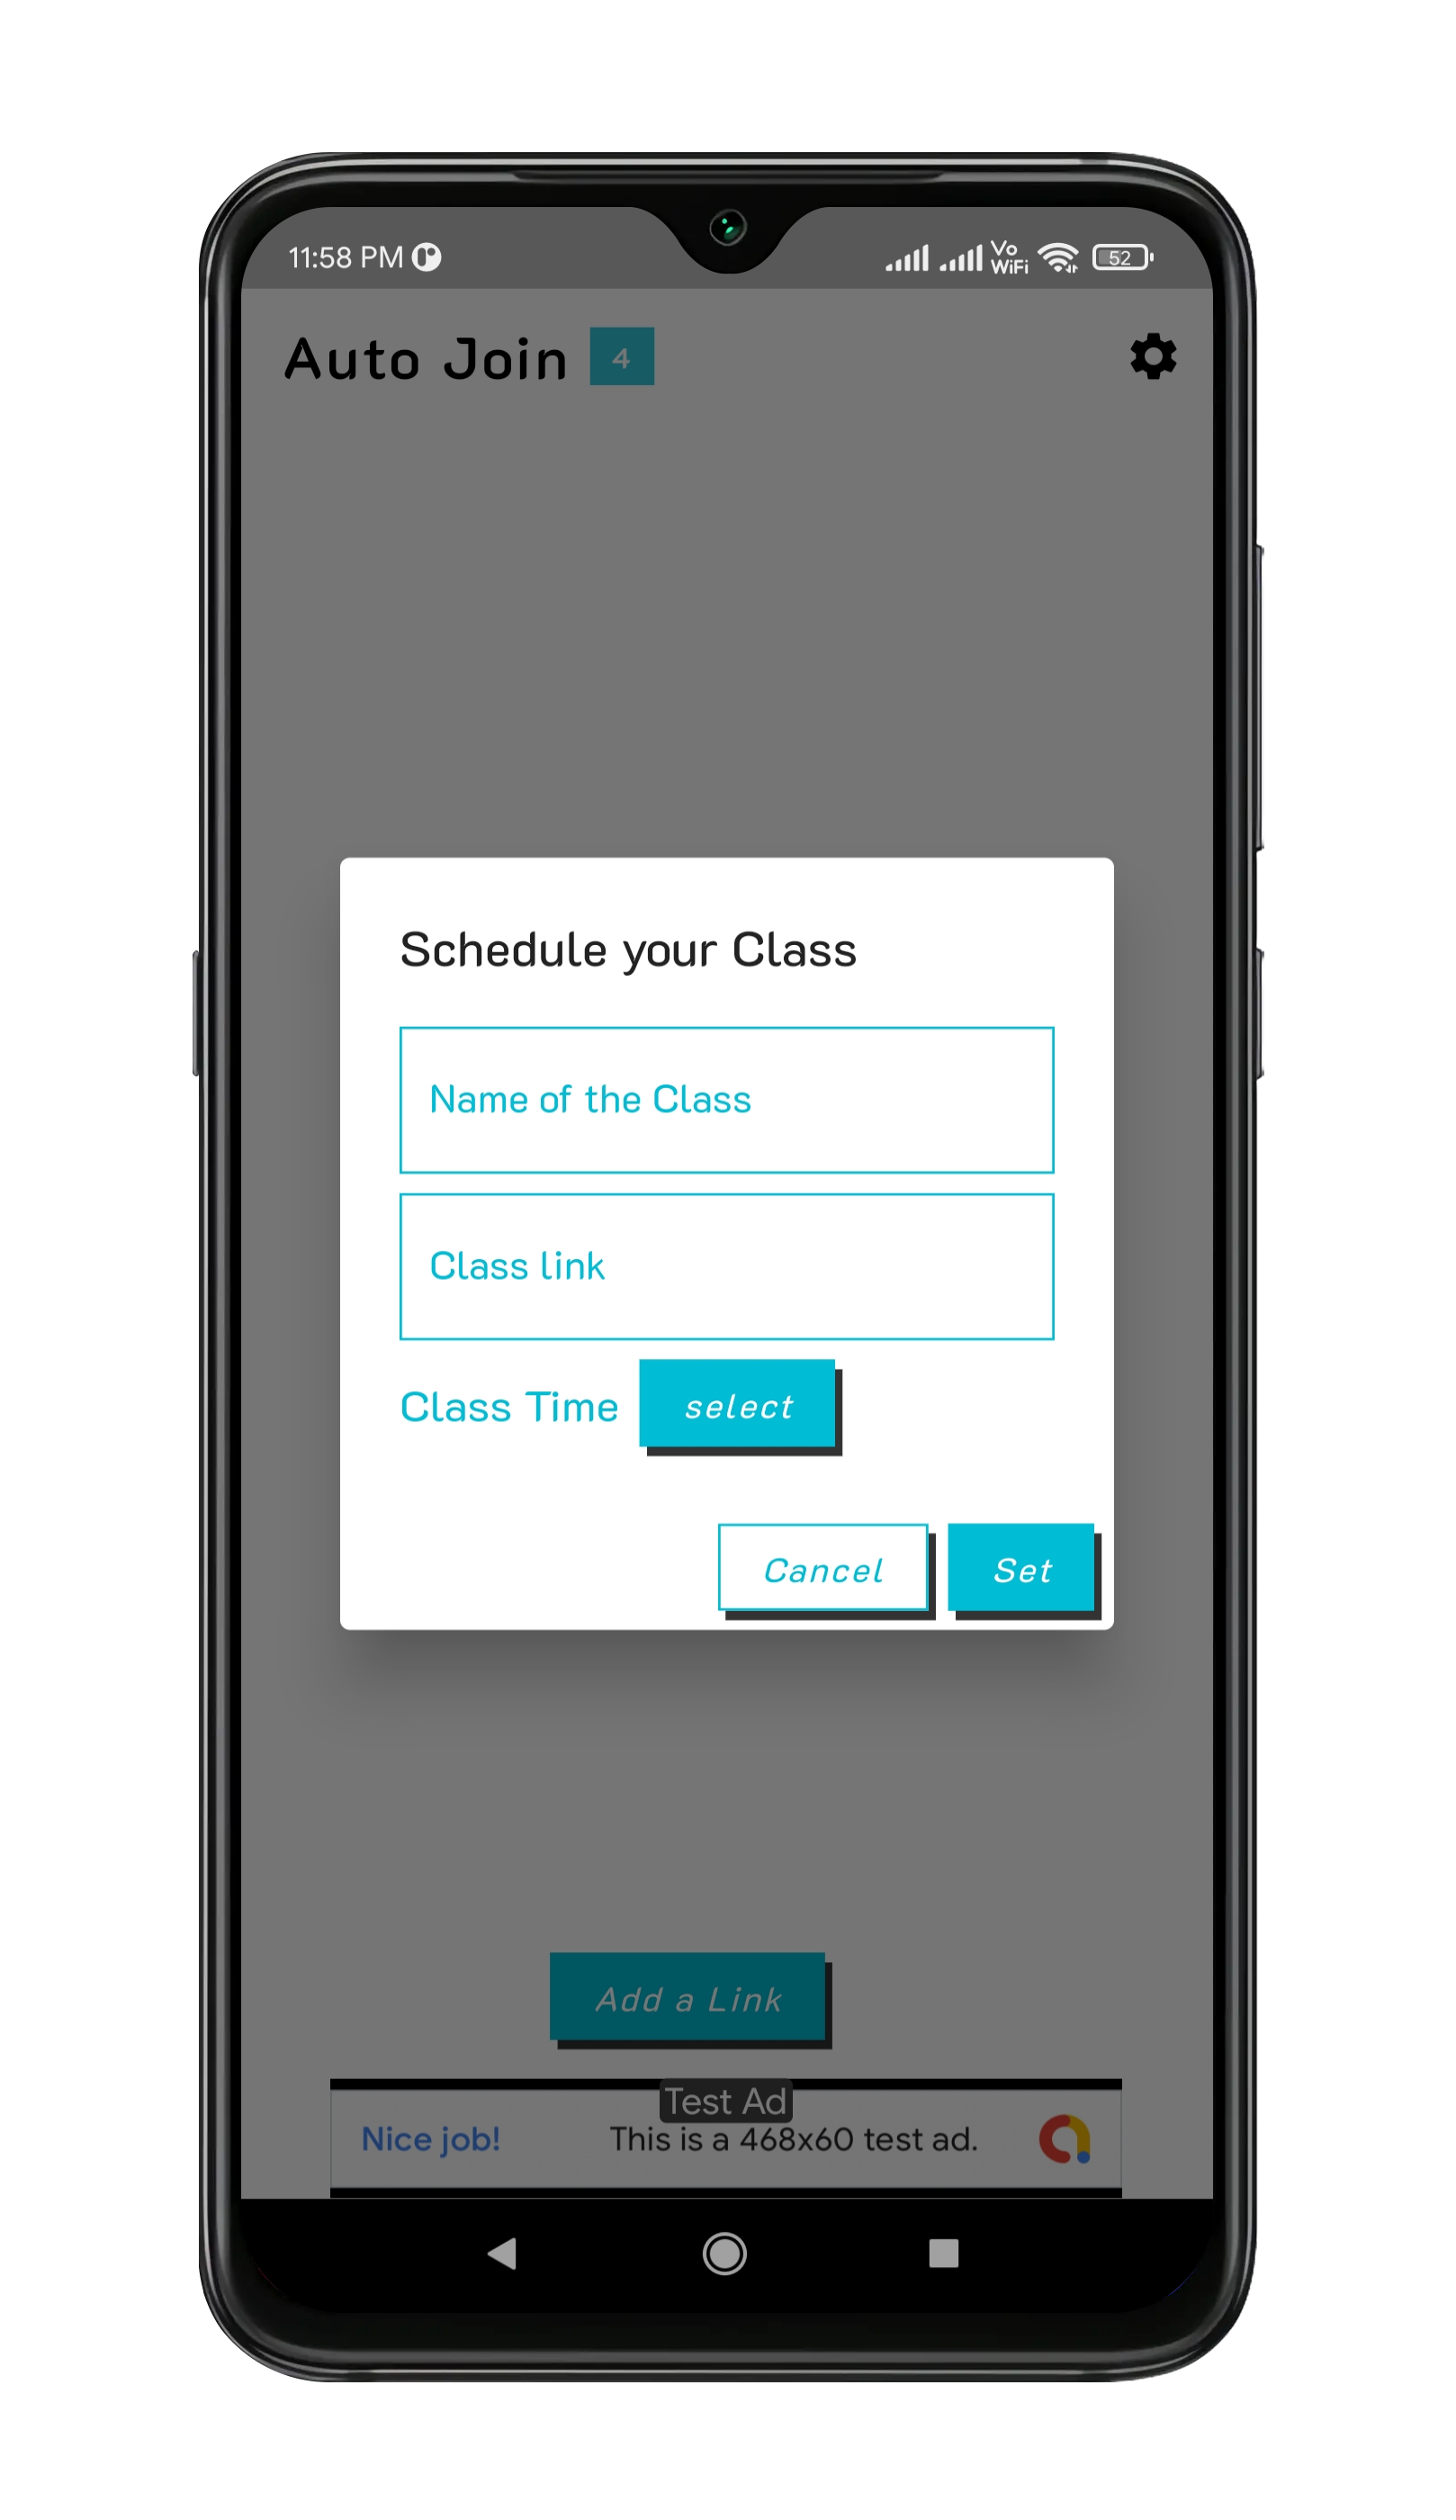 11:58 PM Vo WiFi 52
Auto Join 4
Schedule your Class
Name of the Class
Class link
Class Time select
Cancel Set
Add a Link
Test Ad
Nice job! This is a 468x60 test ad.